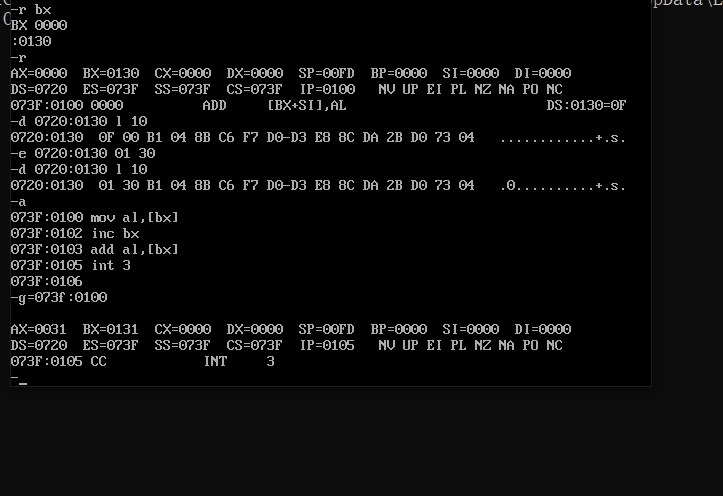 ppData\L
-r bx
BX 0000
:0130
-r
AX=0000  BX=0130  CX=0000  DX=0000  SP=00FD  BP=0000  SI=0000  DI=0000
DS=0720  ES=073F  SS=073F  CS=073F  IP=0100   NV UP EI PL NZ NA PO NC
073F:0100 0000          ADD     [BX+SI],AL                         DS:0130=0F
-d 0720:0130 l 10
0720:0130  0F 00 B1 04 8B C6 F7 D0-D3 E8 8C DA 2B D0 73 04   ............+.s.
-e 0720:0130 01 30
-d 0720:0130 l 10
0720:0130  01 30 B1 04 8B C6 F7 D0-D3 E8 8C DA 2B D0 73 04   .0..........+.s.
-a
073F:0100 mov al,[bx]
073F:0102 inc bx
073F:0103 add al,[bx]
073F:0105 int 3
073F:0106
-g=073f:0100
AX=0031  BX=0131  CX=0000  DX=0000  SP=00FD  BP=0000  SI=0000  DI=0000
DS=0720  ES=073F  SS=073F  CS=073F  IP=0105   NV UP EI PL NZ NA PO NC
073F:0105 CC            INT     3
-_